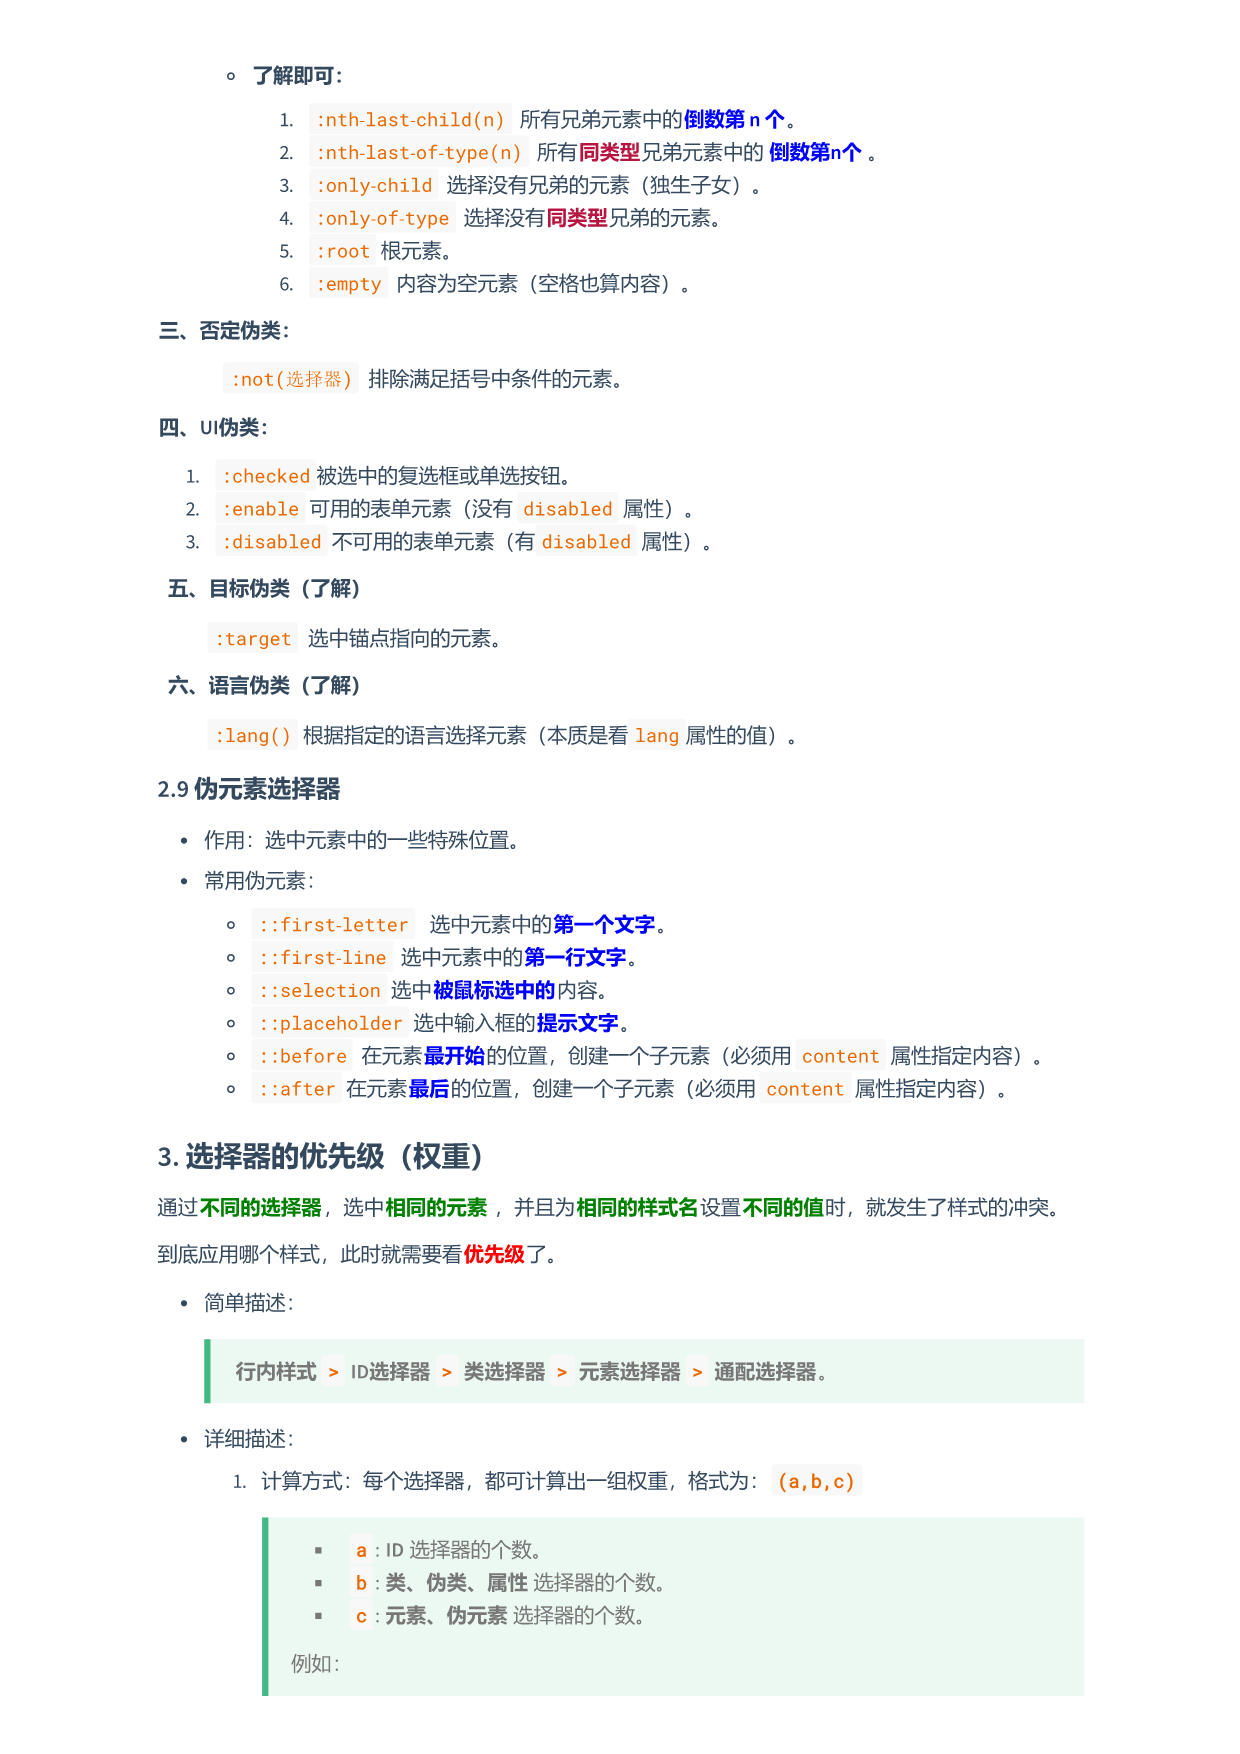 了解即可：
1. :nth-last-child(n) 所有兄弟元素中的倒数第 n 个。
2. :nth-last-of-type(n) 所有同类型兄弟元素中的 倒数第n个 。
3. :only-child 选择没有兄弟的元素（独生子女）。
4. :only-of-type 选择没有同类型兄弟的元素。
5. :root 根元素。
6. :empty 内容为空元素（空格也算内容）。
三、否定伪类：
:not(选择器) 排除满足括号中条件的元素。
四、UI伪类：
1. :checked 被选中的复选框或单选按钮。
2. :enable 可用的表单元素（没有 disabled 属性）。
3. :disabled 不可用的表单元素（有 disabled 属性）。
五、目标伪类（了解）
:target 选中锚点指向的元素。
六、语言伪类（了解）
:lang() 根据指定的语言选择元素（本质是看 lang 属性的值）。
2.9 伪元素选择器
作用：选中元素中的一些特殊位置。
常用伪元素：
::first-letter 选中元素中的第一个文字。
::first-line 选中元素中的第一行文字。
::selection 选中被鼠标选中的内容。
::placeholder 选中输入框的提示文字。
::before 在元素最开始的位置，创建一个子元素（必须用 content 属性指定内容）。
::after 在元素最后的位置，创建一个子元素（必须用 content 属性指定内容）。
3. 选择器的优先级（权重）
通过不同的选择器，选中相同的元素 ，并且为相同的样式名设置不同的值时，就发生了样式的冲突。
到底应用哪个样式，此时就需要看优先级了。
简单描述：
行内样式 > ID选择器 > 类选择器 > 元素选择器 > 通配选择器。
详细描述：
1. 计算方式：每个选择器，都可计算出一组权重，格式为： (a,b,c)
a : ID 选择器的个数。
b : 类、伪类、属性 选择器的个数。
c : 元素、伪元素 选择器的个数。
例如：